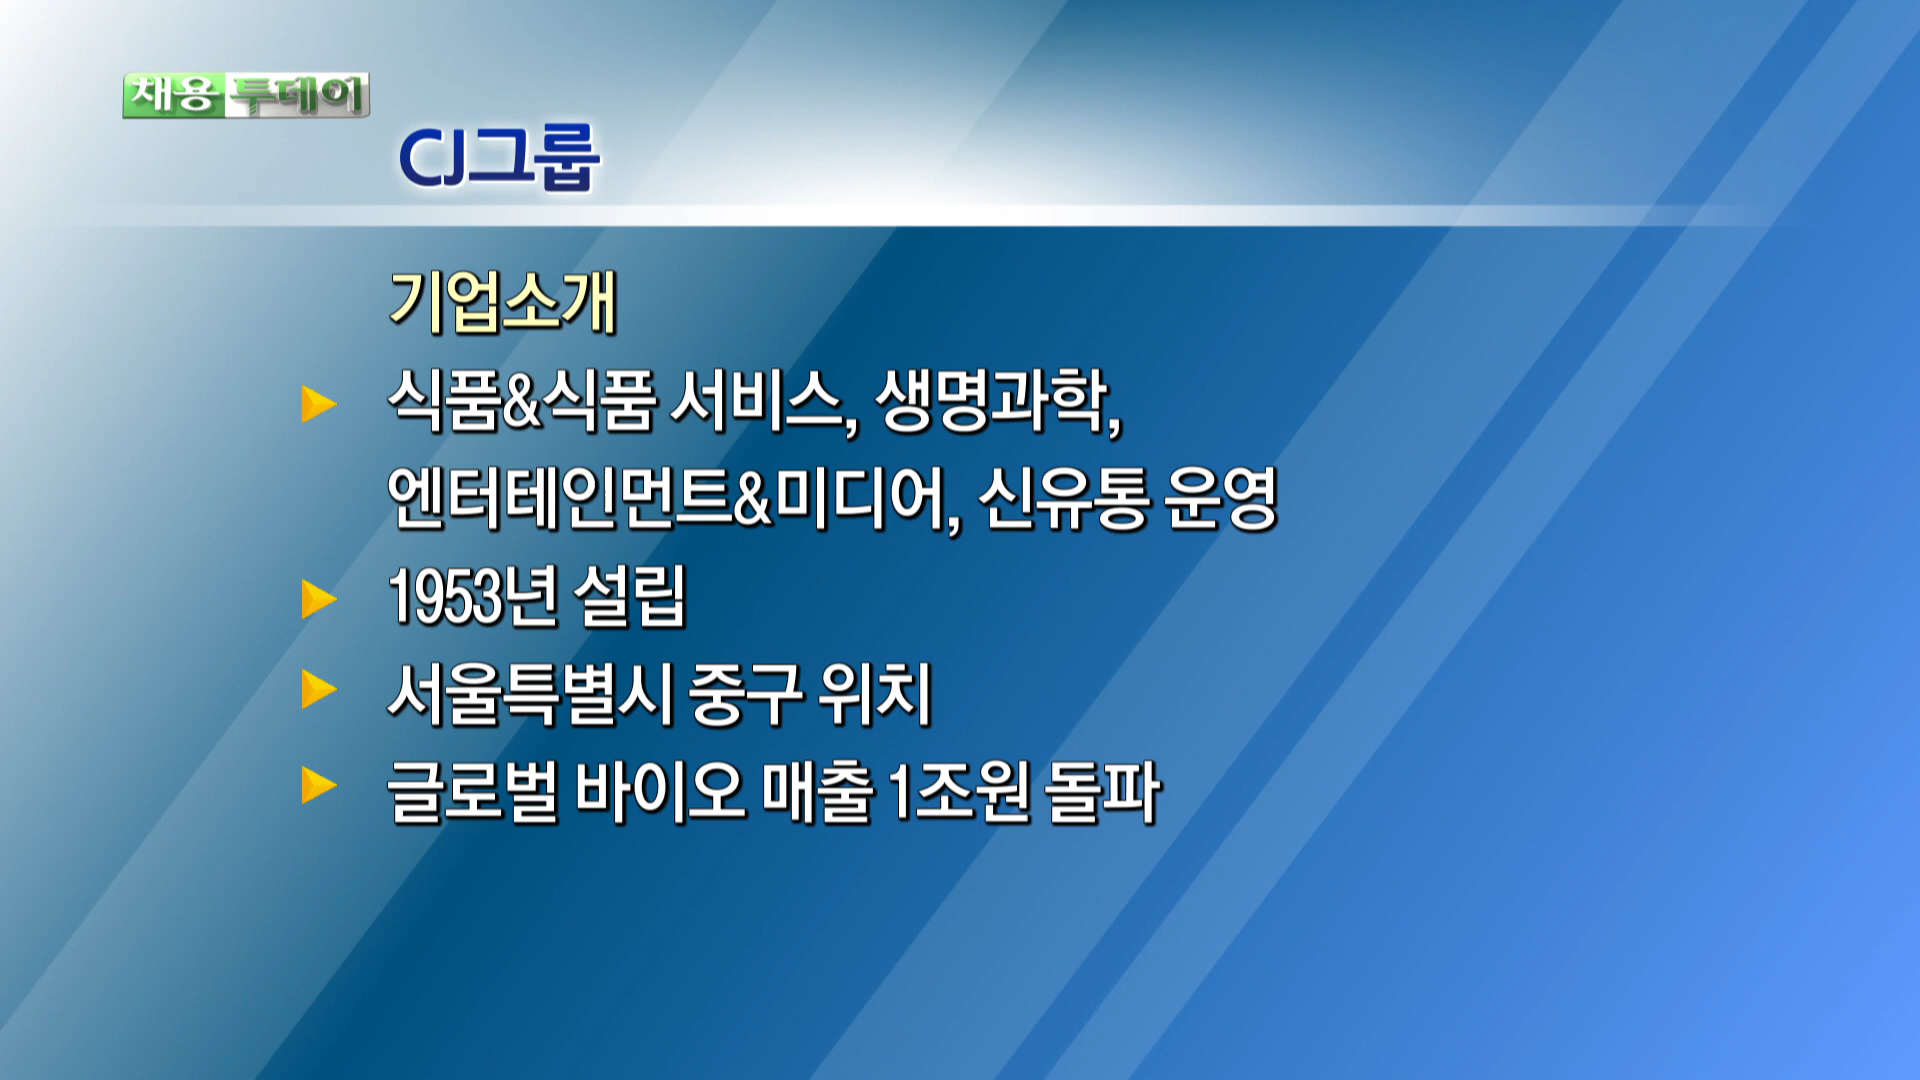 채용투데이
CJ그룹
기업소개
식품&식품 서비스, 생명과학,
엔터테인먼트&미디어, 신유통 운영
1953년 설립
서울특별시 중구 위치
글로벌 바이오 매출 1조원 돌파